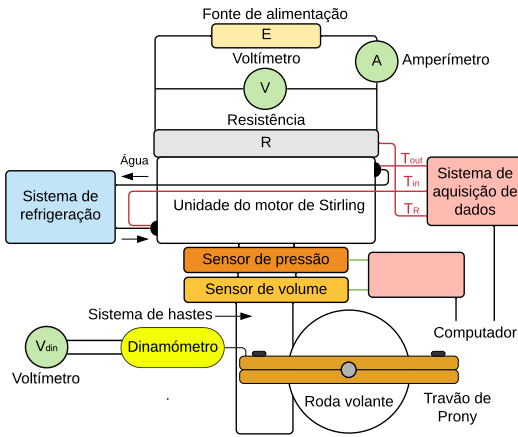 Fonte de alimentação
E
Voltímetro
A
Amperímetro
V
Resistência
R
Água
Tout
Tin
TR
Sistema de
refrigeração
Unidade do motor de Stirling
Sistema de
aquisição de
dados
Sensor de pressão
Sensor de volume
Sistema de hastes
Computador
Vdin
Dinamómetro
Voltímetro
Roda volante
Travão de
Prony